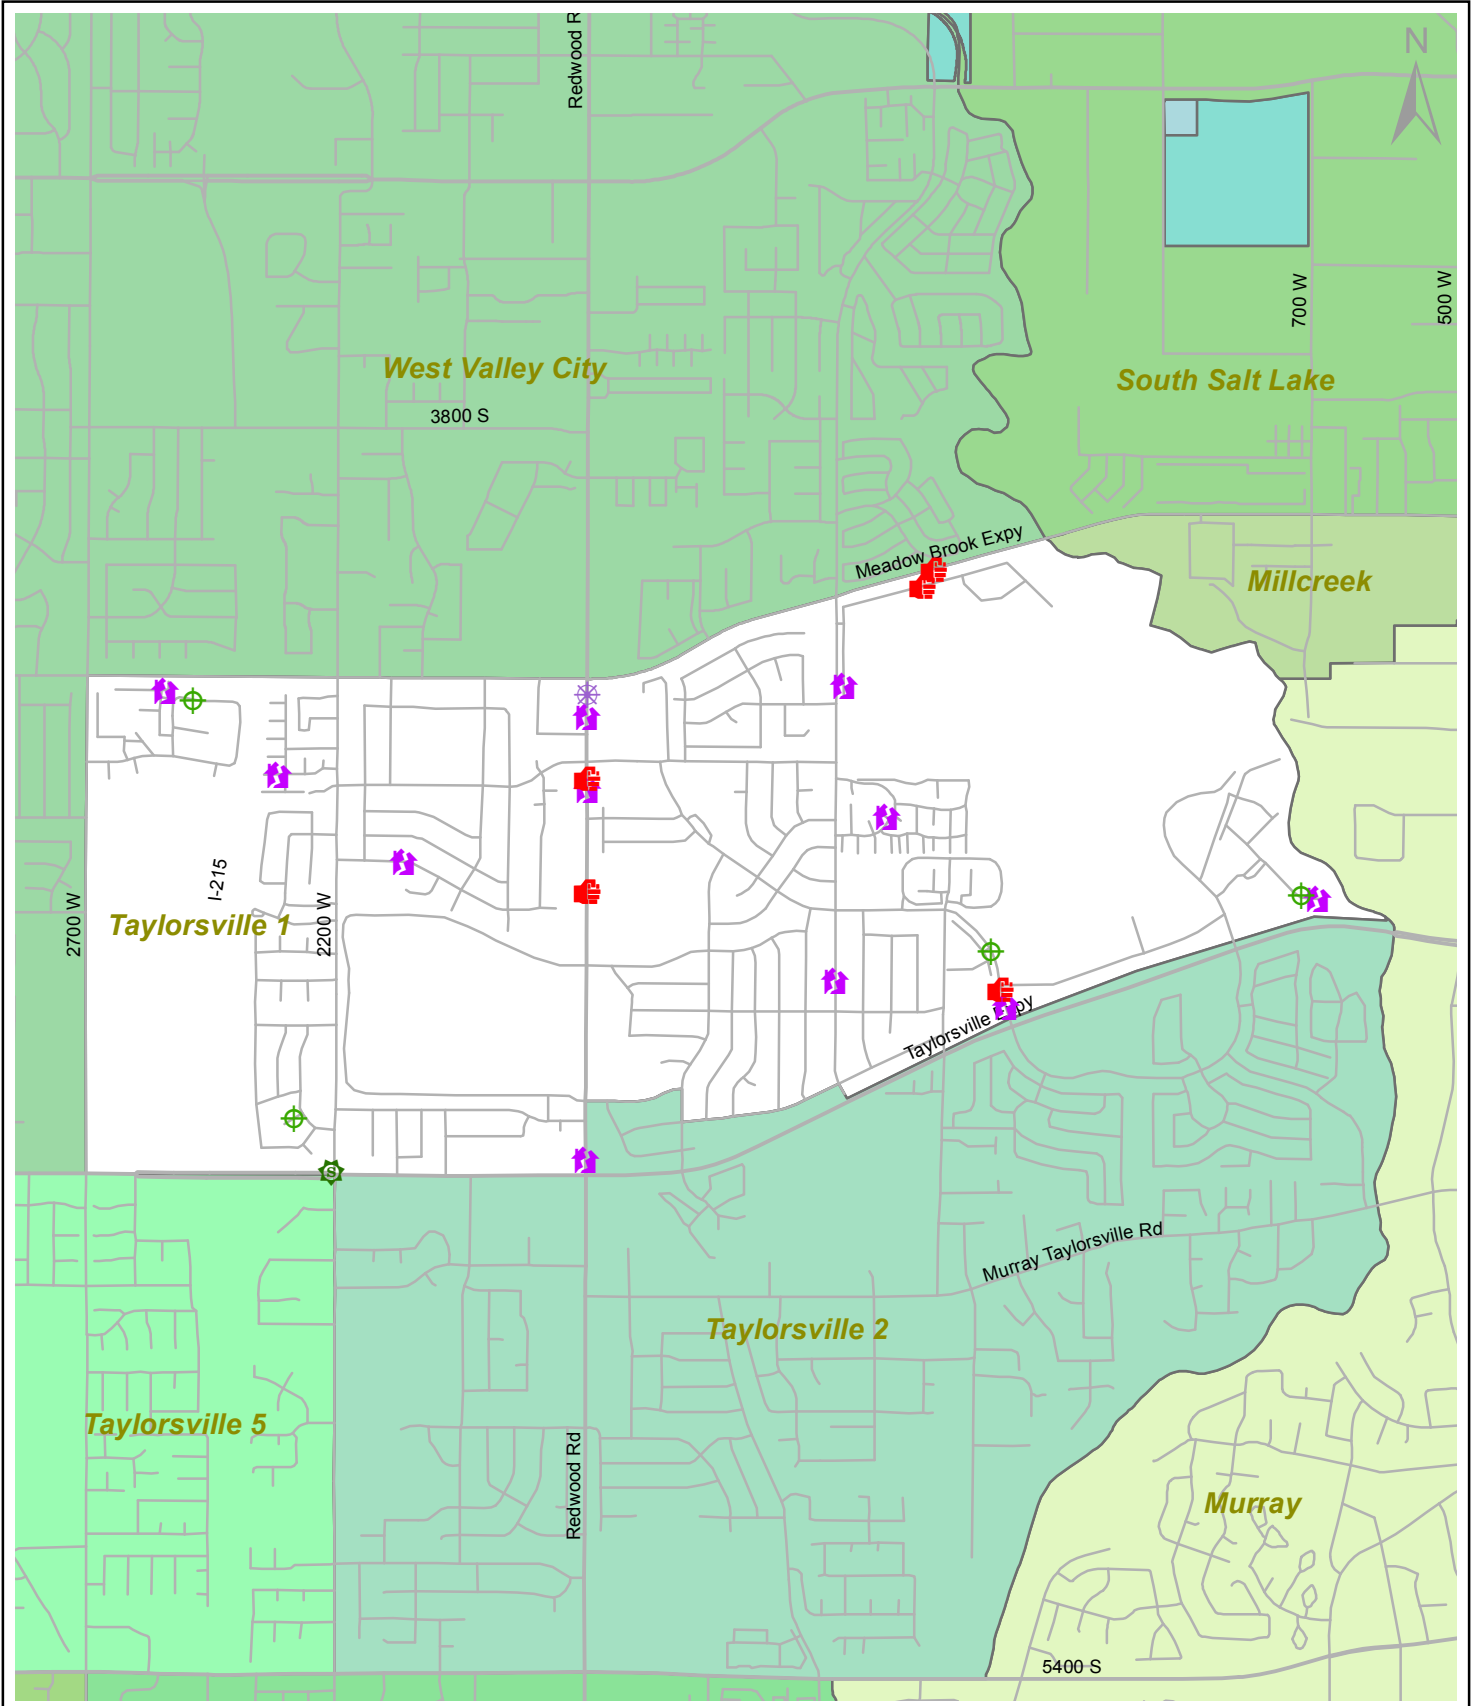 Redwood R
N
700 W
500 W
West Valley City
South Salt Lake
3800 S
Meadow Brook Expy
Millcreek
I-215
2700 W
2200 W
Taylorsville 1
Taylorsville Expy
S
Murray Taylorsville Rd
Taylorsville 2
Taylorsville 5
Redwood Rd
Murray
5400 S